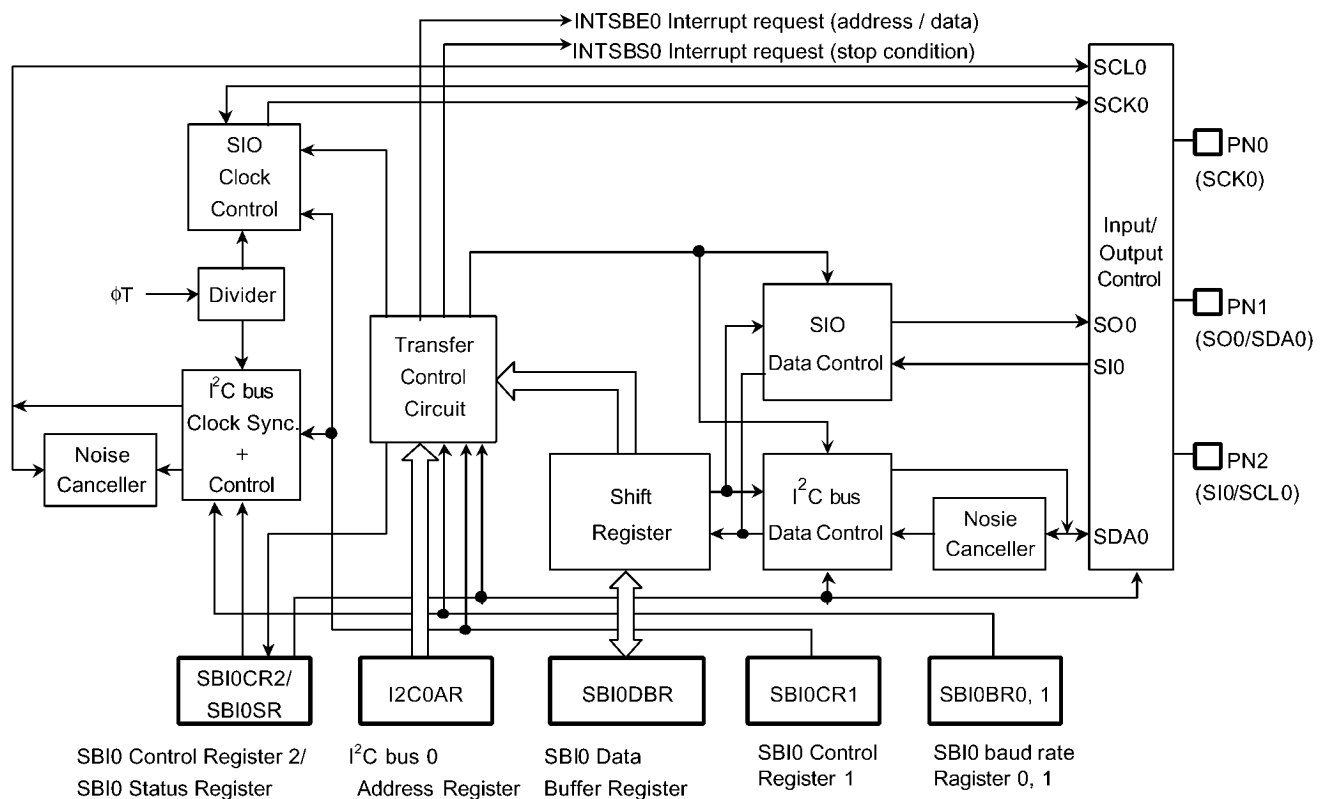 INTSBE0 Interrupt request (address / data)
INTSBS0 Interrupt request (stop condition)
SCL0
SCK0
SIO
Clock
Control
PN0
(SCK0)
Input/
Output
Control
ϕT
Divider
Transfer
Control
Circuit
SIO
Data Control
SO0
SI0
PN1
(SO0/SDA0)
I²C bus
Clock Sync.
+
Control
Noise
Canceller
Shift
Register
I²C bus
Data Control
Nosie
Canceller
SDA0
PN2
(SI0/SCL0)
SBI0CR2/
SBI0SR
I2C0AR
SBI0DBR
SBI0CR1
SBI0BR0, 1
SBI0 Control Register 2/
SBI0 Status Register
I²C bus 0
Address Register
SBI0 Data
Buffer Register
SBI0 Control
Register 1
SBI0 baud rate
Ragister 0, 1